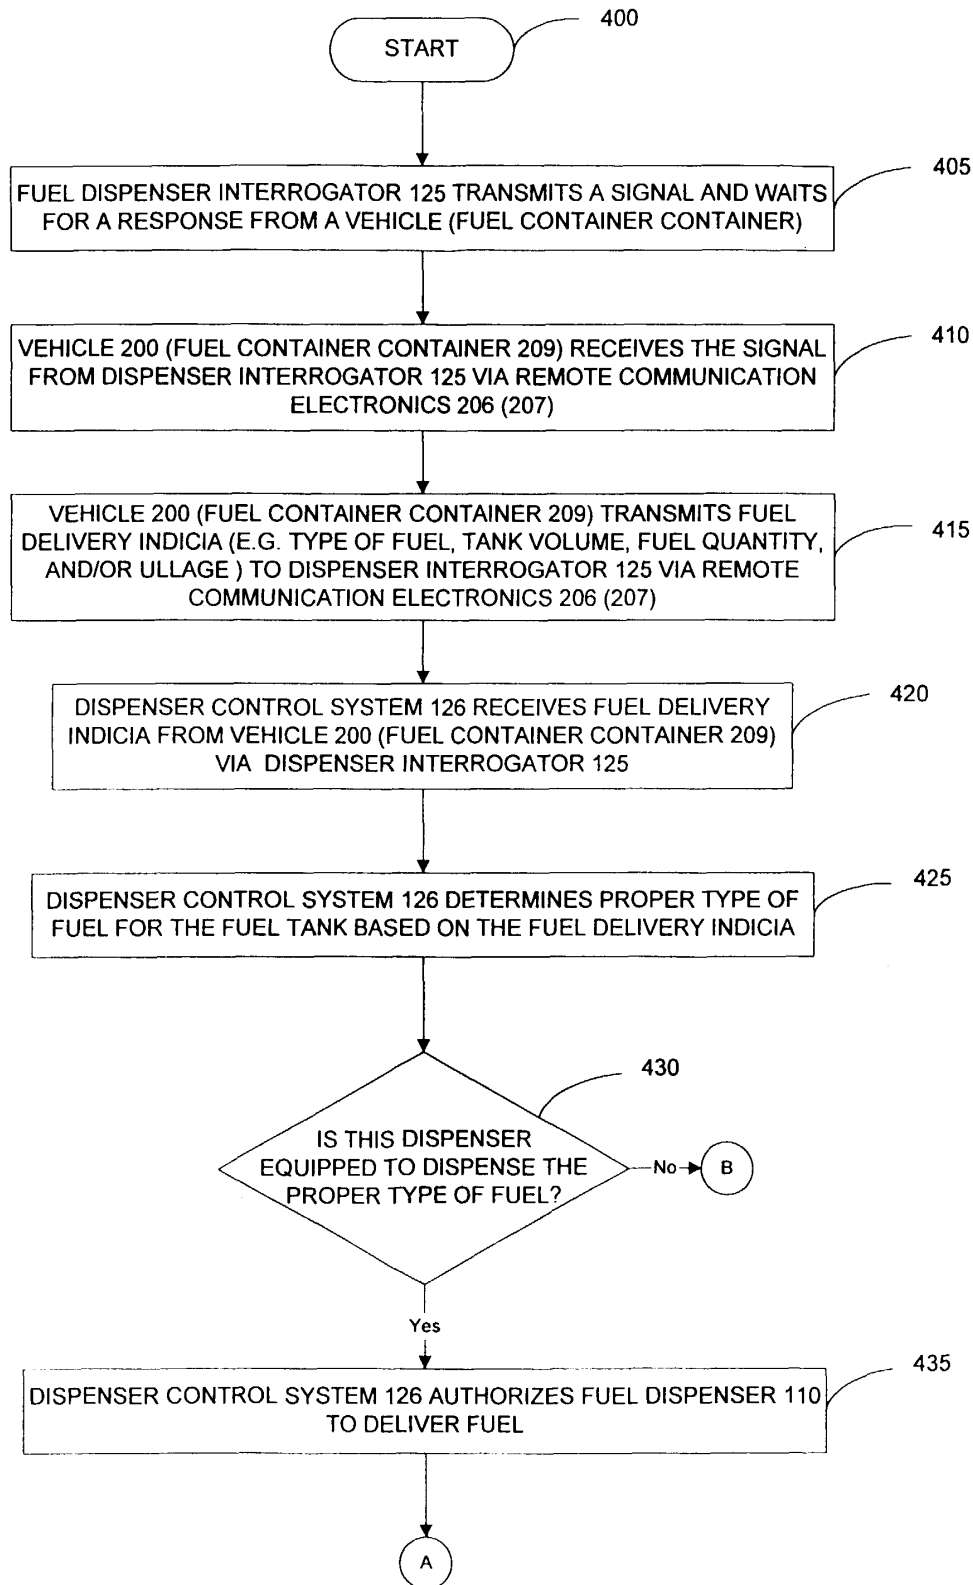 400
START
405
FUEL DISPENSER INTERROGATOR 125 TRANSMITS A SIGNAL AND WAITS
FOR A RESPONSE FROM A VEHICLE (FUEL CONTAINER CONTAINER)
410
VEHICLE 200 (FUEL CONTAINER CONTAINER 209) RECEIVES THE SIGNAL
FROM DISPENSER INTERROGATOR 125 VIA REMOTE COMMUNICATION
ELECTRONICS 206 (207)
415
VEHICLE 200 (FUEL CONTAINER CONTAINER 209) TRANSMITS FUEL
DELIVERY INDICIA (E.G. TYPE OF FUEL, TANK VOLUME, FUEL QUANTITY,
AND/OR ULLAGE ) TO DISPENSER INTERROGATOR 125 VIA REMOTE
COMMUNICATION ELECTRONICS 206 (207)
420
DISPENSER CONTROL SYSTEM 126 RECEIVES FUEL DELIVERY
INDICIA FROM VEHICLE 200 (FUEL CONTAINER CONTAINER 209)
VIA DISPENSER INTERROGATOR 125
425
DISPENSER CONTROL SYSTEM 126 DETERMINES PROPER TYPE OF
FUEL FOR THE FUEL TANK BASED ON THE FUEL DELIVERY INDICIA
430
IS THIS DISPENSER
EQUIPPED TO DISPENSE THE
PROPER TYPE OF FUEL?
No
B
Yes
435
DISPENSER CONTROL SYSTEM 126 AUTHORIZES FUEL DISPENSER 110
TO DELIVER FUEL
A